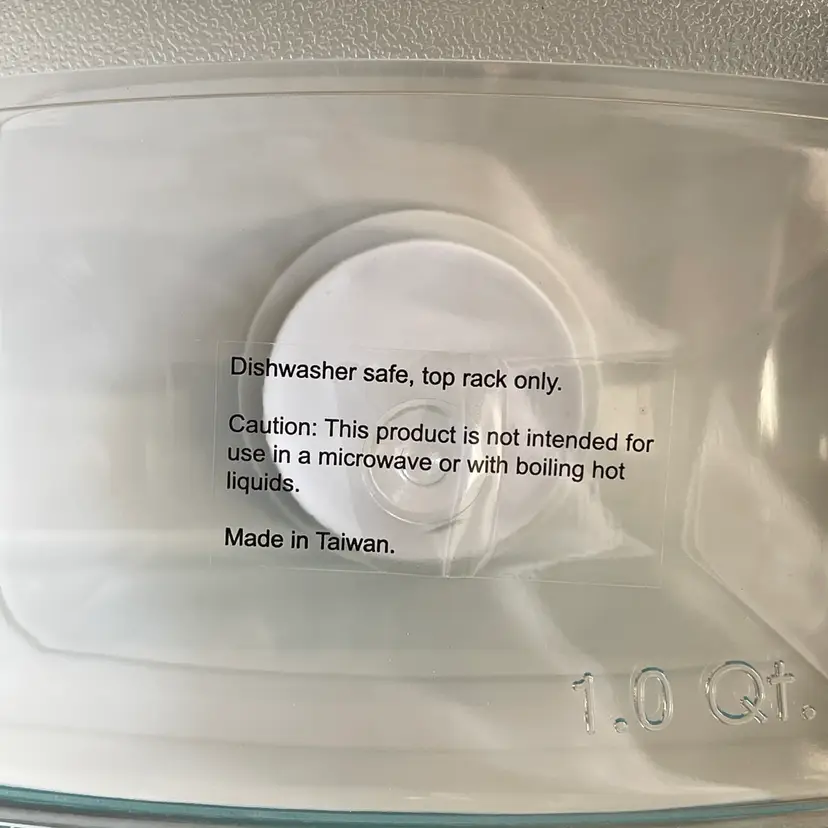 Dishwasher safe, top rack only.
Caution: This product is not intended for
use in a microwave or with boiling hot
liquids.
Made in Taiwan.
1.0 Qt.